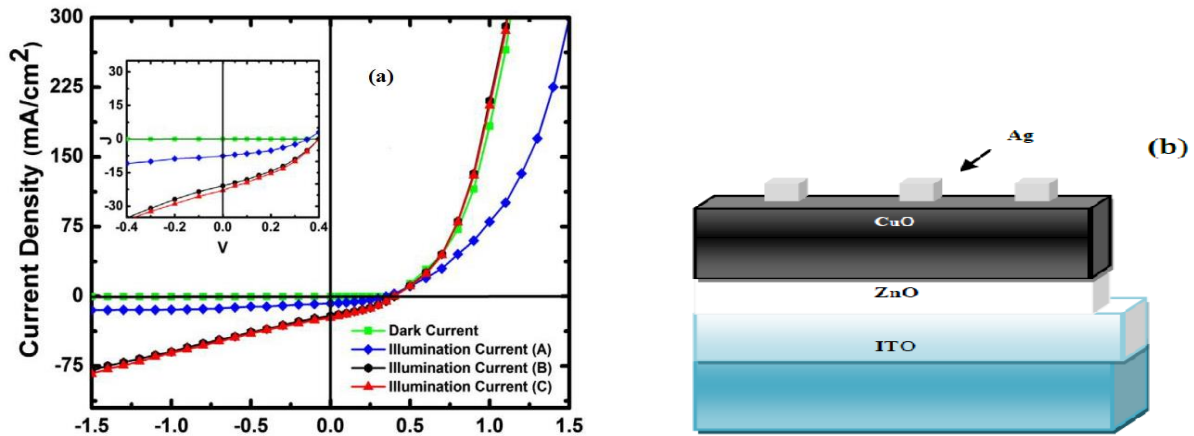 Current Density (mA/cm²)
300
225
150
75
0
-75
-1.5
-1.0
-0.5
0.0
0.5
1.0
1.5
(a)
J
30
15
0
-15
-30
-0.4
-0.2
0.0
0.2
0.4
V
Dark Current
Illumination Current (A)
Illumination Current (B)
Illumination Current (C)
(b)
Ag
CuO
ZnO
ITO